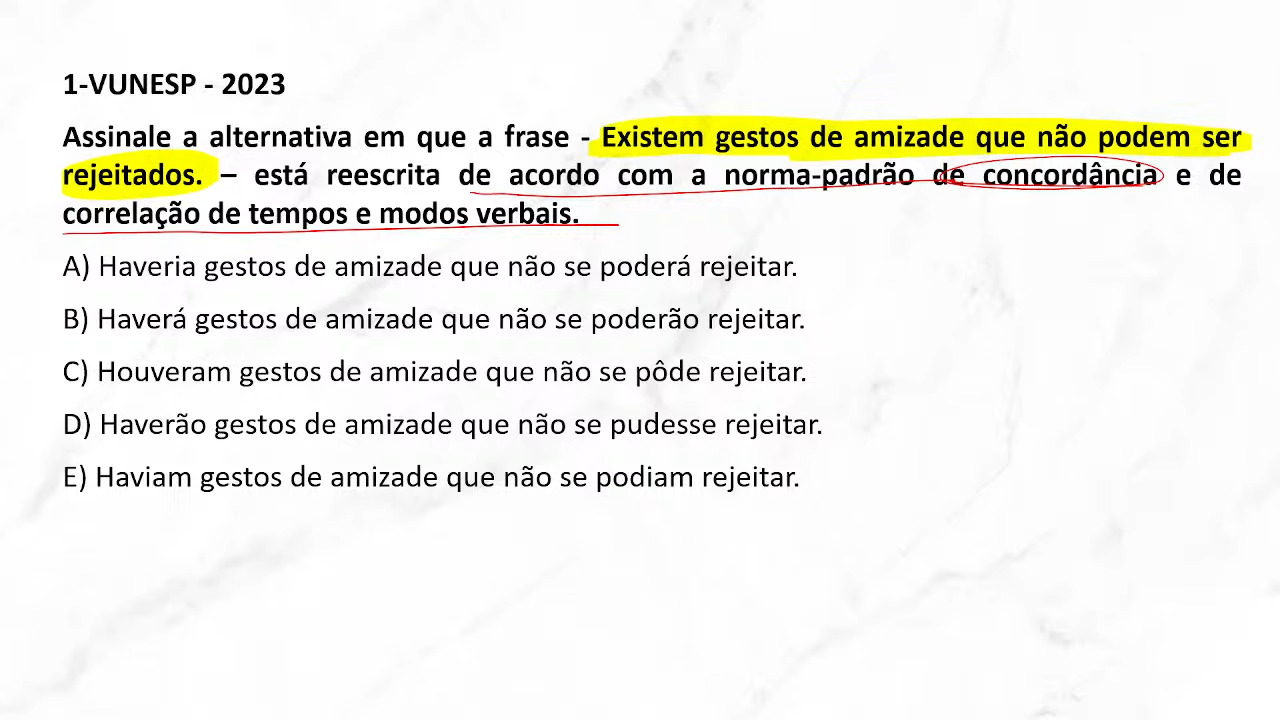 1-VUNESP - 2023
Assinale a alternativa em que a frase - Existem gestos de amizade que não podem ser
rejeitados. – está reescrita de acordo com a norma-padrão de concordância e de
correlação de tempos e modos verbais.
A) Haveria gestos de amizade que não se poderá rejeitar.
B) Haverá gestos de amizade que não se poderão rejeitar.
C) Houveram gestos de amizade que não se pôde rejeitar.
D) Haverão gestos de amizade que não se pudesse rejeitar.
E) Haviam gestos de amizade que não se podiam rejeitar.